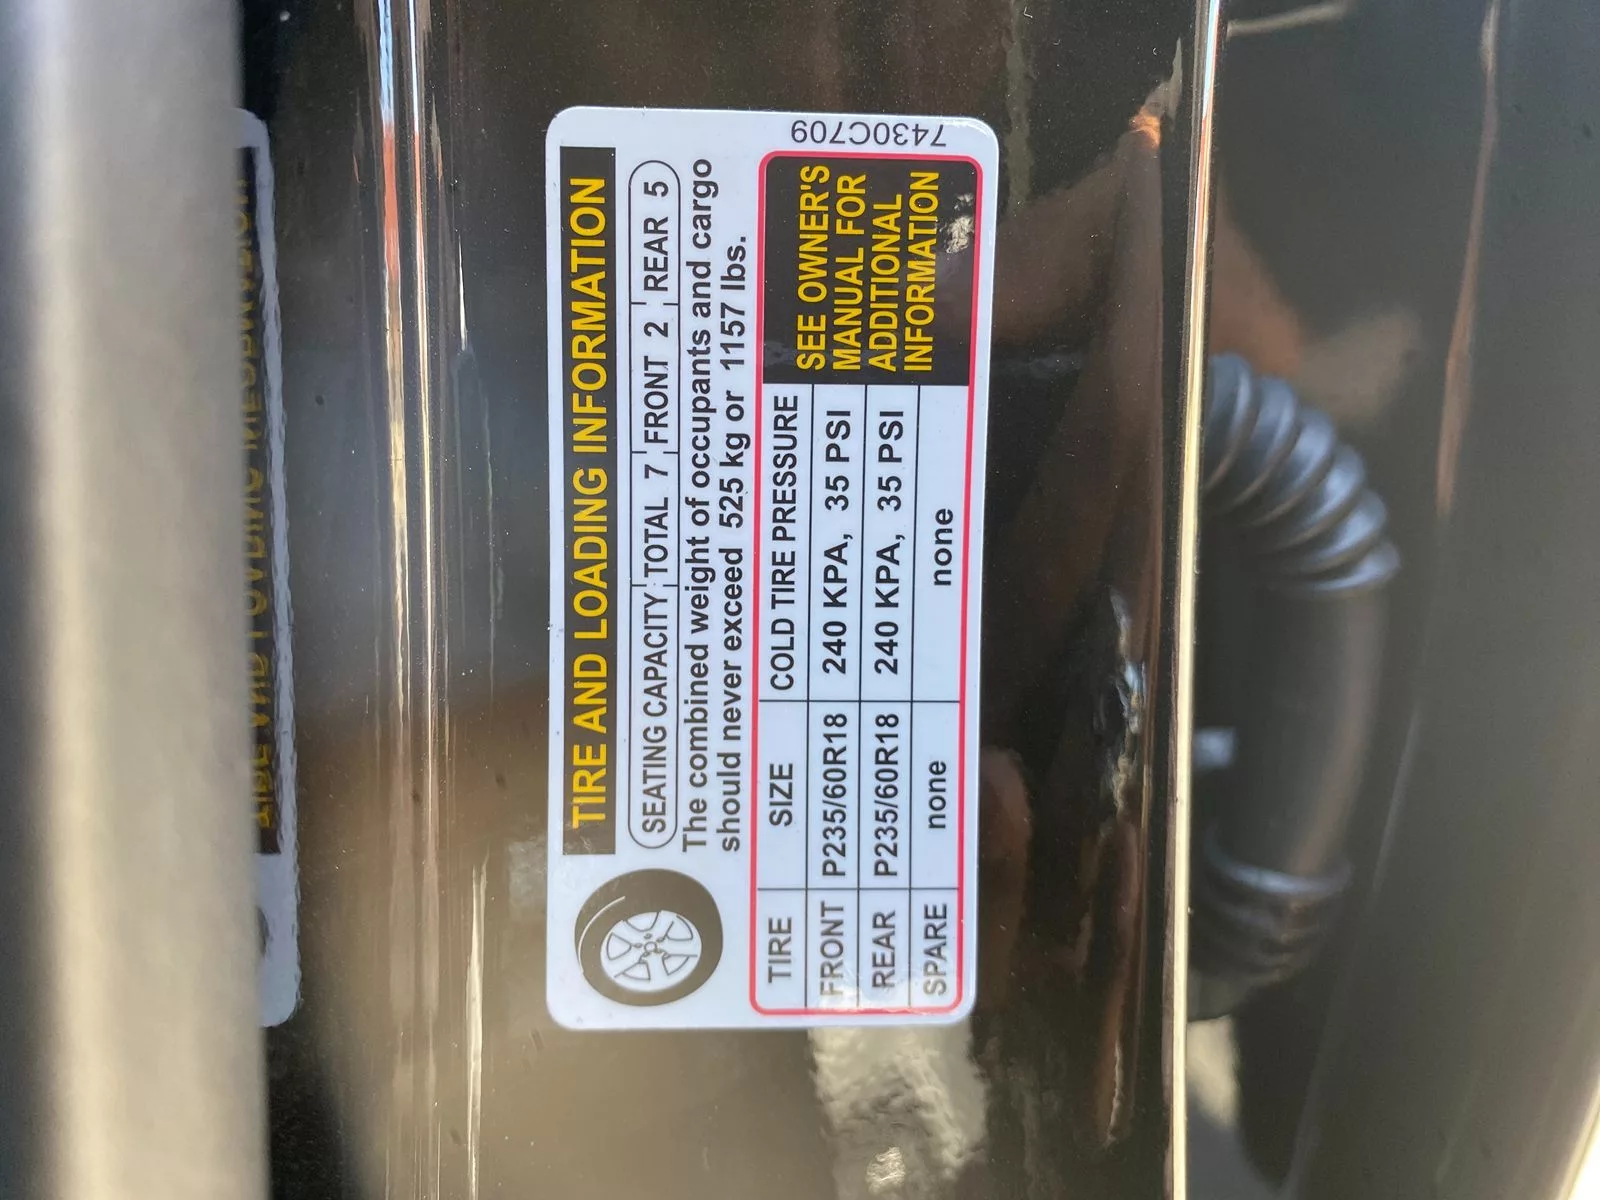 TIRE AND LOADING INFORMATION
SEATING CAPACITY TOTAL 7 FRONT 2 REAR 5
The combined weight of occupants and cargo
should never exceed 525 kg or 1157 lbs.
TIRE SIZE COLD TIRE PRESSURE
FRONT P235/60R18 240 KPA, 35 PSI
REAR P235/60R18 240 KPA, 35 PSI
SPARE none none
SEE OWNER'S
MANUAL FOR
ADDITIONAL
INFORMATION
7430C709